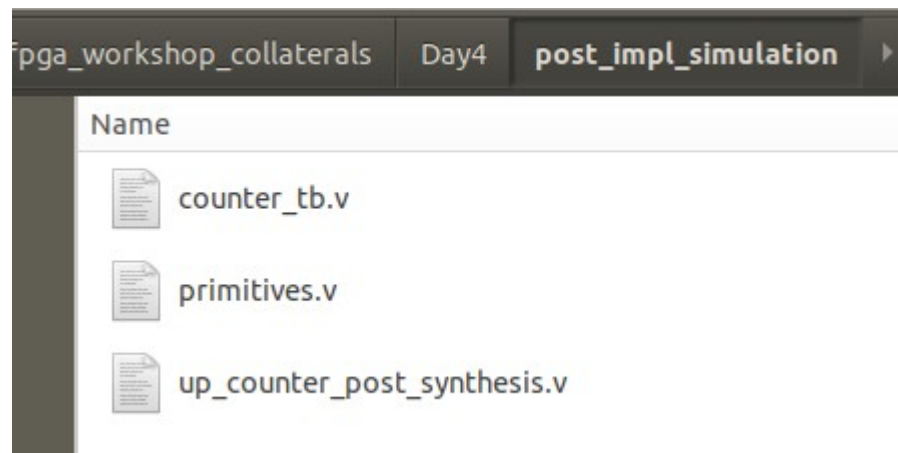 fpga_workshop_collaterals Day4 post_impl_simulation
Name
counter_tb.v
primitives.v
up_counter_post_synthesis.v